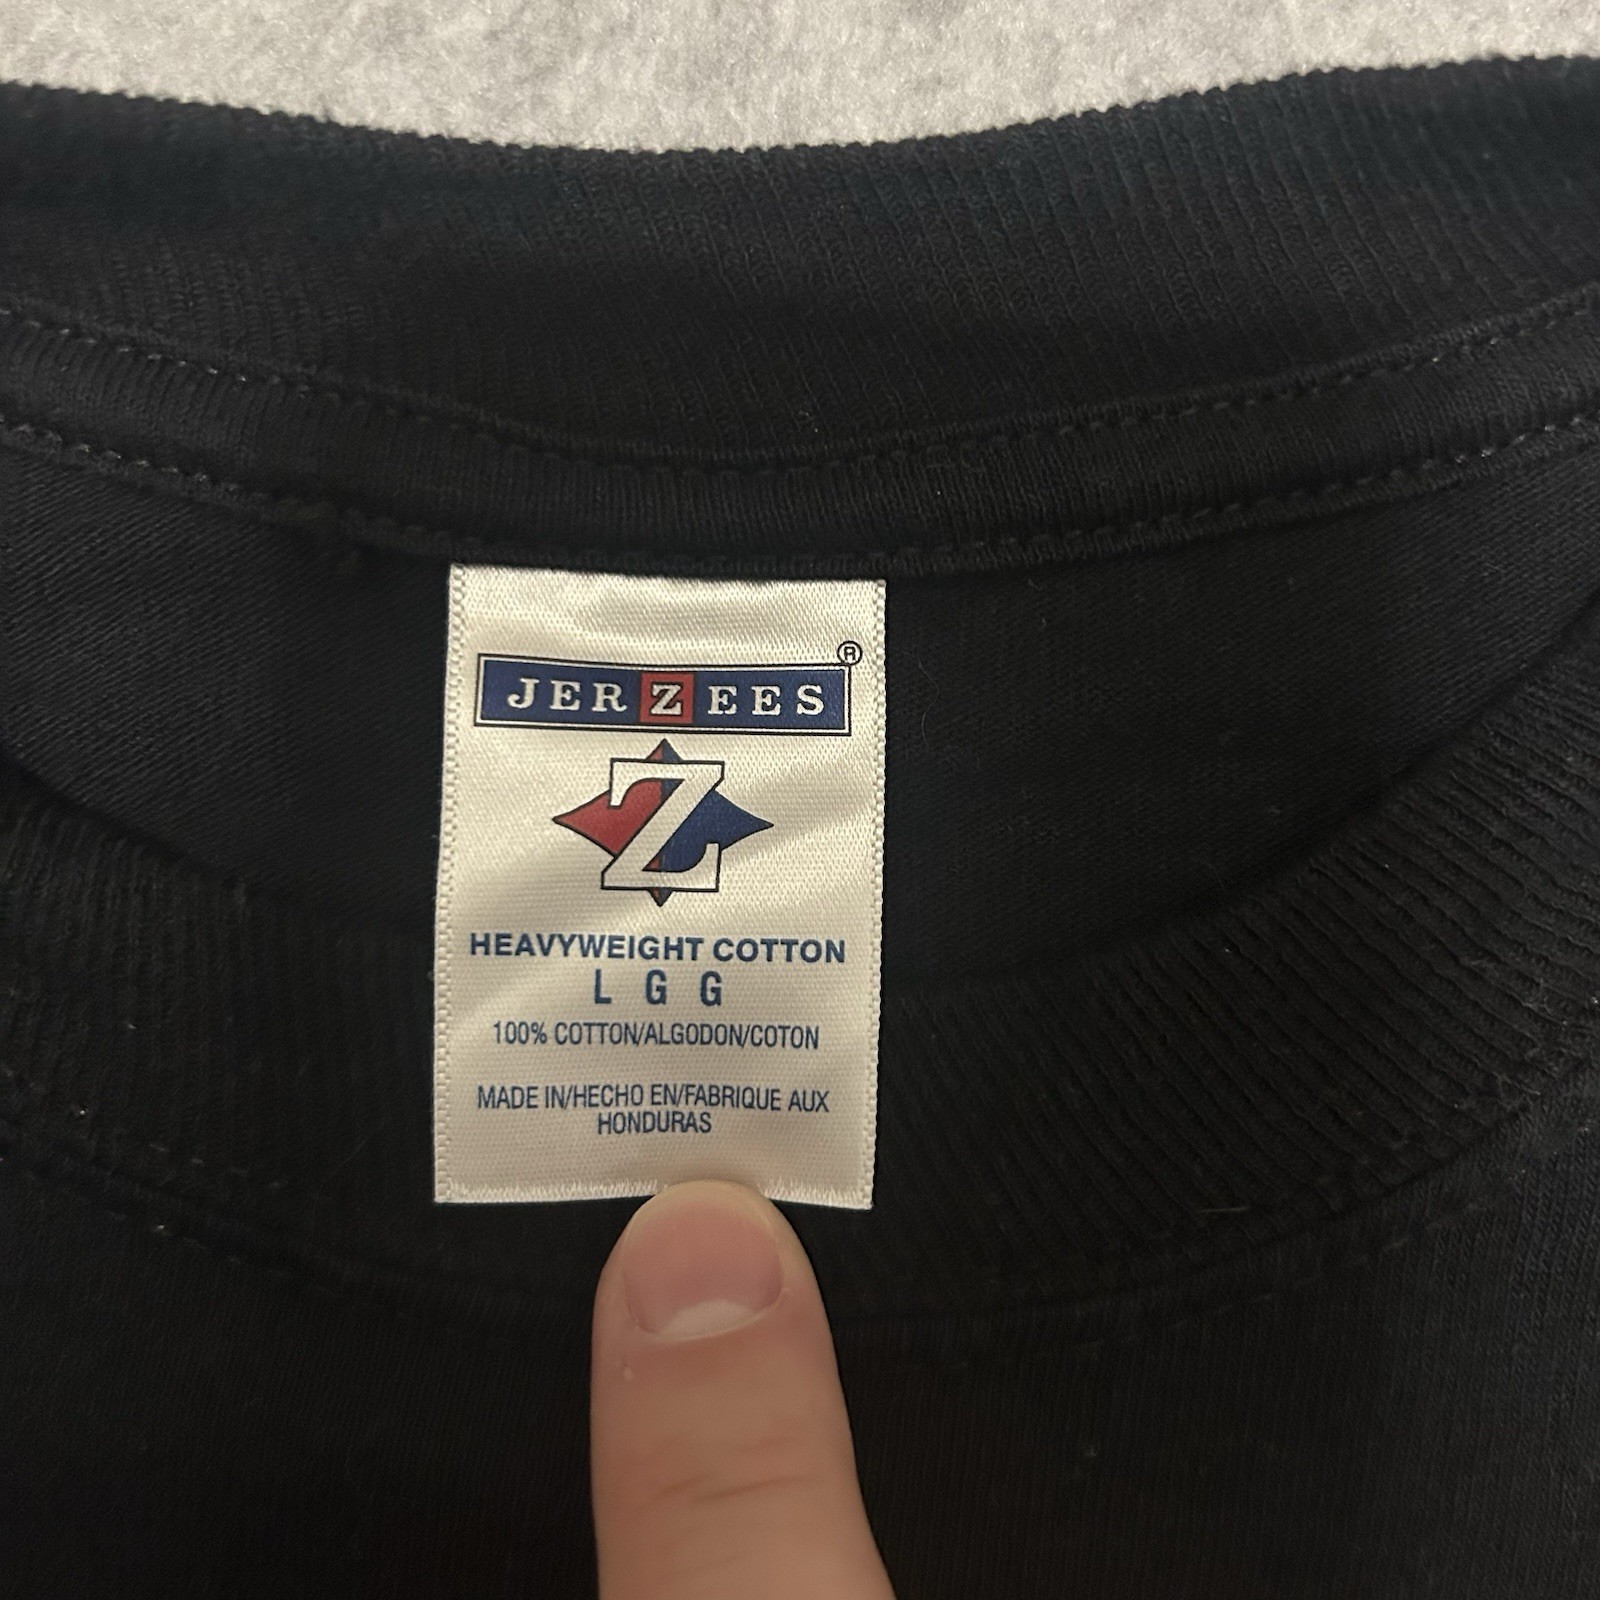 JERZEES®
Z
HEAVYWEIGHT COTTON
L G G
100% COTTON/ALGODON/COTON
MADE IN/HECHO EN/FABRIQUE AUX
HONDURAS